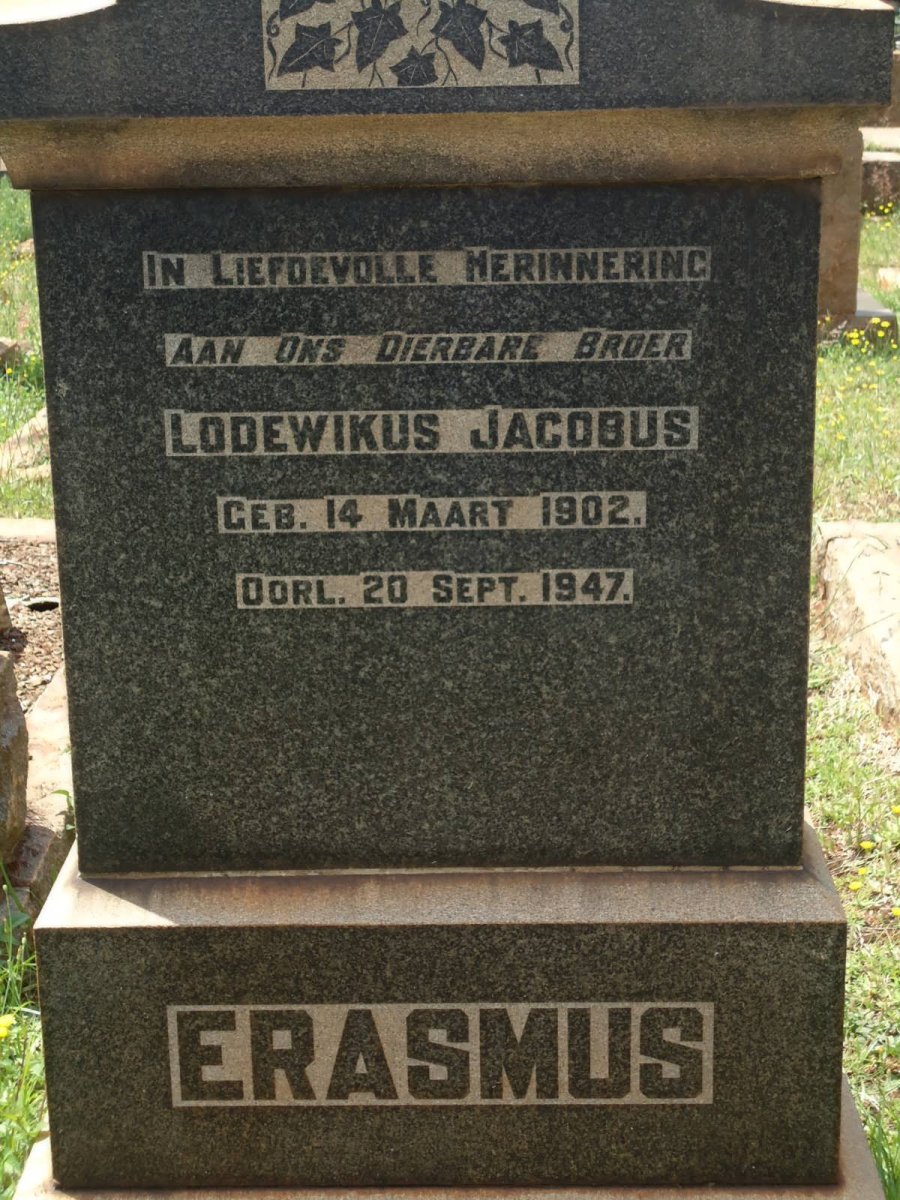 IN LIEFDEVOLLE HERINNERING
AAN ONS DIERBARE BROER
LODEWIKUS JACOBUS
GEB. 14 MAART 1902.
OORL. 20 SEPT. 1947.
ERASMUS